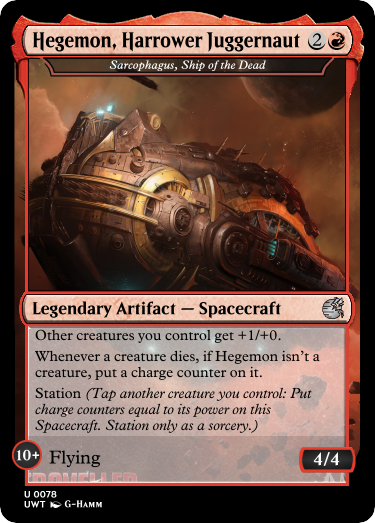 Hegemon, Harrower Juggernaut 2
Sarcophagus, Ship of the Dead
Legendary Artifact — Spacecraft
Other creatures you control get +1/+0.
Whenever a creature dies, if Hegemon isn't a
creature, put a charge counter on it.
Station (Tap another creature you control: Put
charge counters equal to its power on this
Spacecraft. Station only as a sorcery.)
10+ Flying
4/4
U 0078
UWT G-Hamm